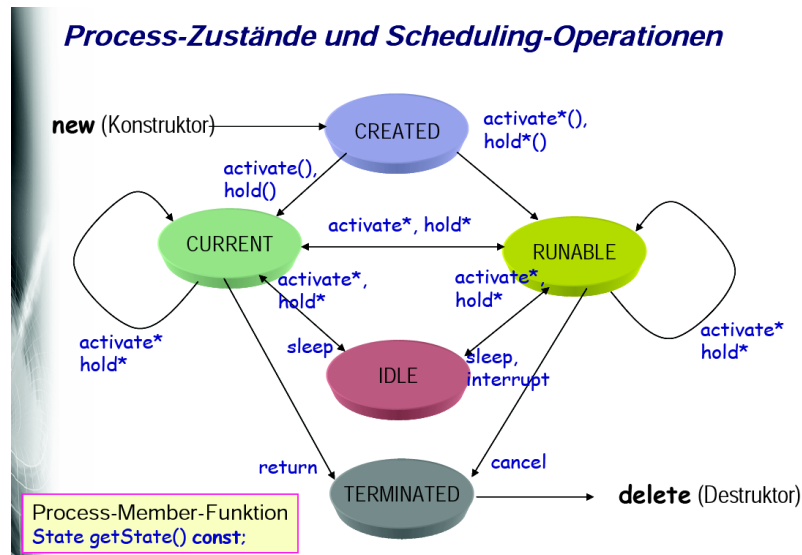 Process-Zustände und Scheduling-Operationen
new (Konstruktor)
CREATED
activate*(),
hold*()
activate(),
hold()
CURRENT
activate*, hold*
RUNABLE
activate*,
hold*
activate*,
hold*
activate*
hold*
sleep
IDLE
sleep,
interrupt
activate*
hold*
return
cancel
TERMINATED
delete (Destruktor)
Process-Member-Funktion
State getState() const;